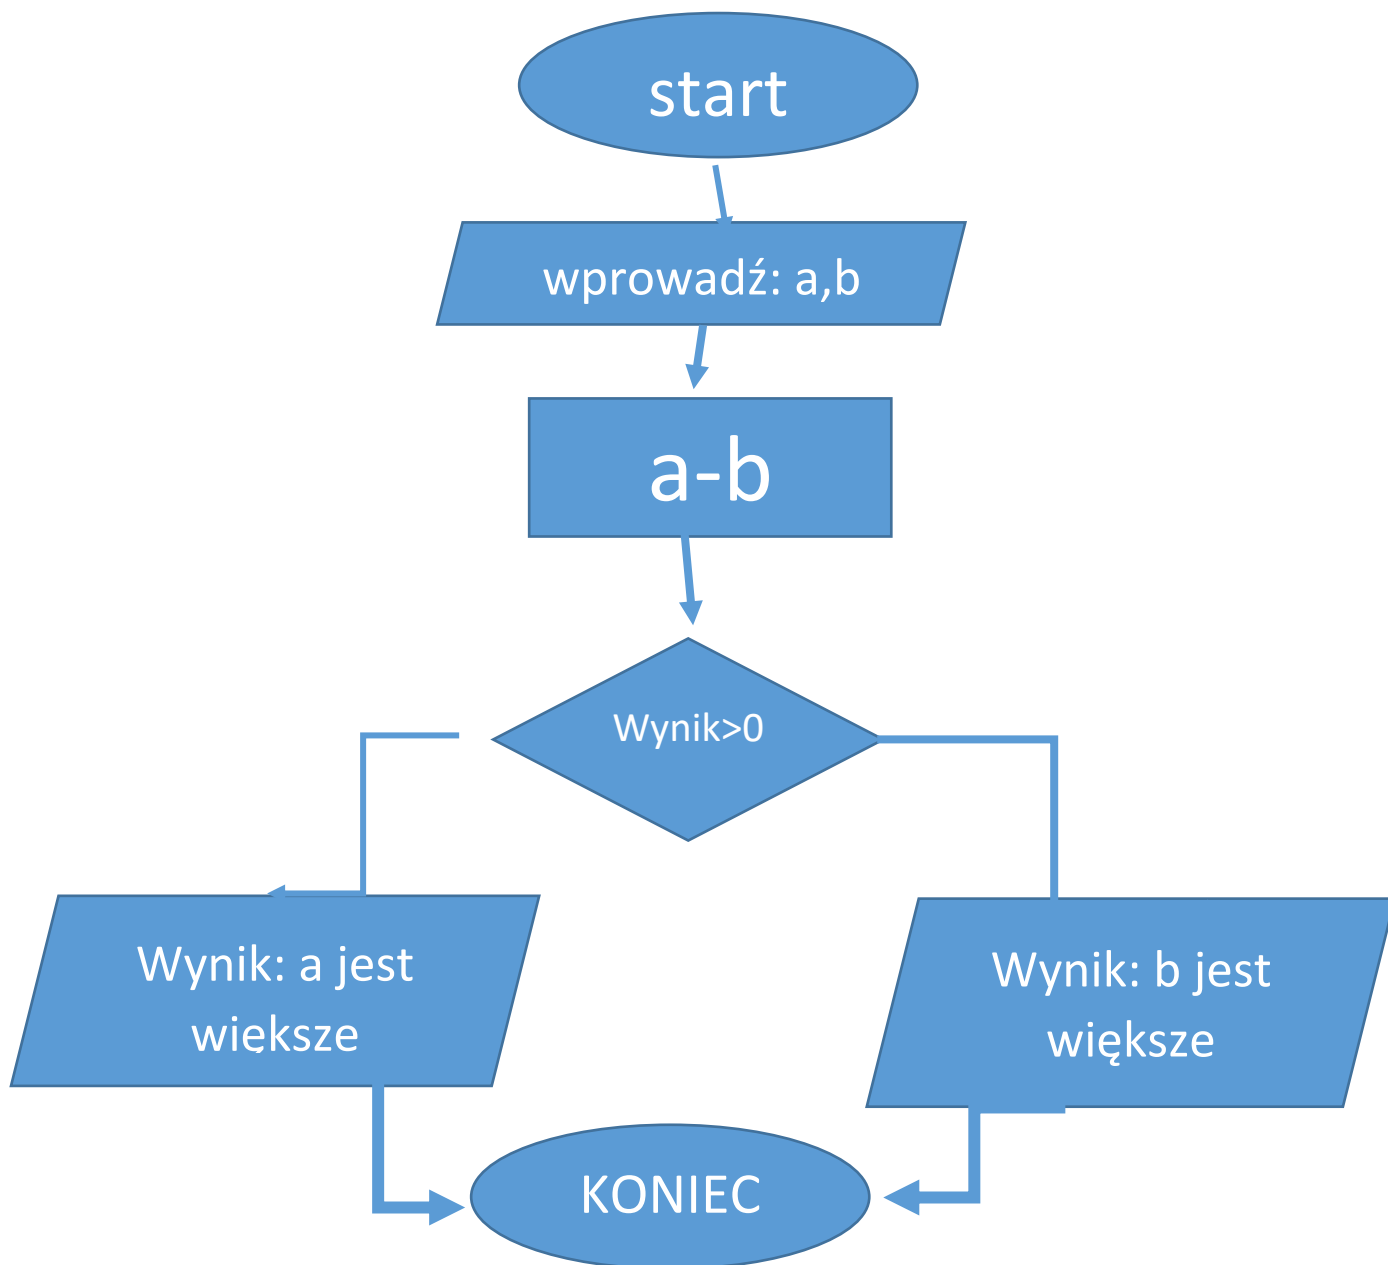 start
wprowadź: a,b
a-b
Wynik>0
Wynik: a jest
większe
Wynik: b jest
większe
KONIEC